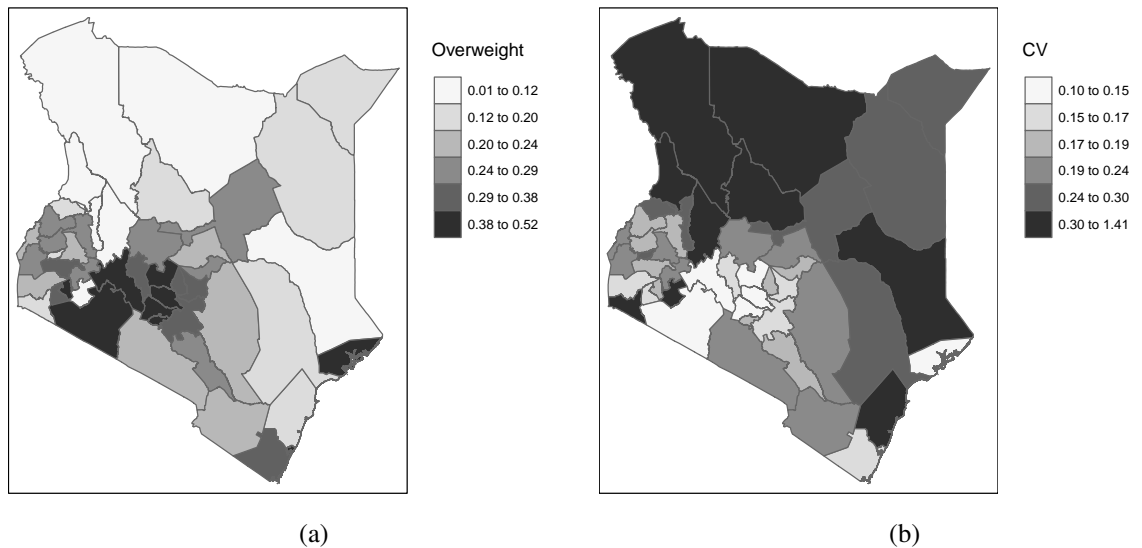 Overweight
0.01 to 0.12
0.12 to 0.20
0.20 to 0.24
0.24 to 0.29
0.29 to 0.38
0.38 to 0.52
CV
0.10 to 0.15
0.15 to 0.17
0.17 to 0.19
0.19 to 0.24
0.24 to 0.30
0.30 to 1.41
(a)
(b)